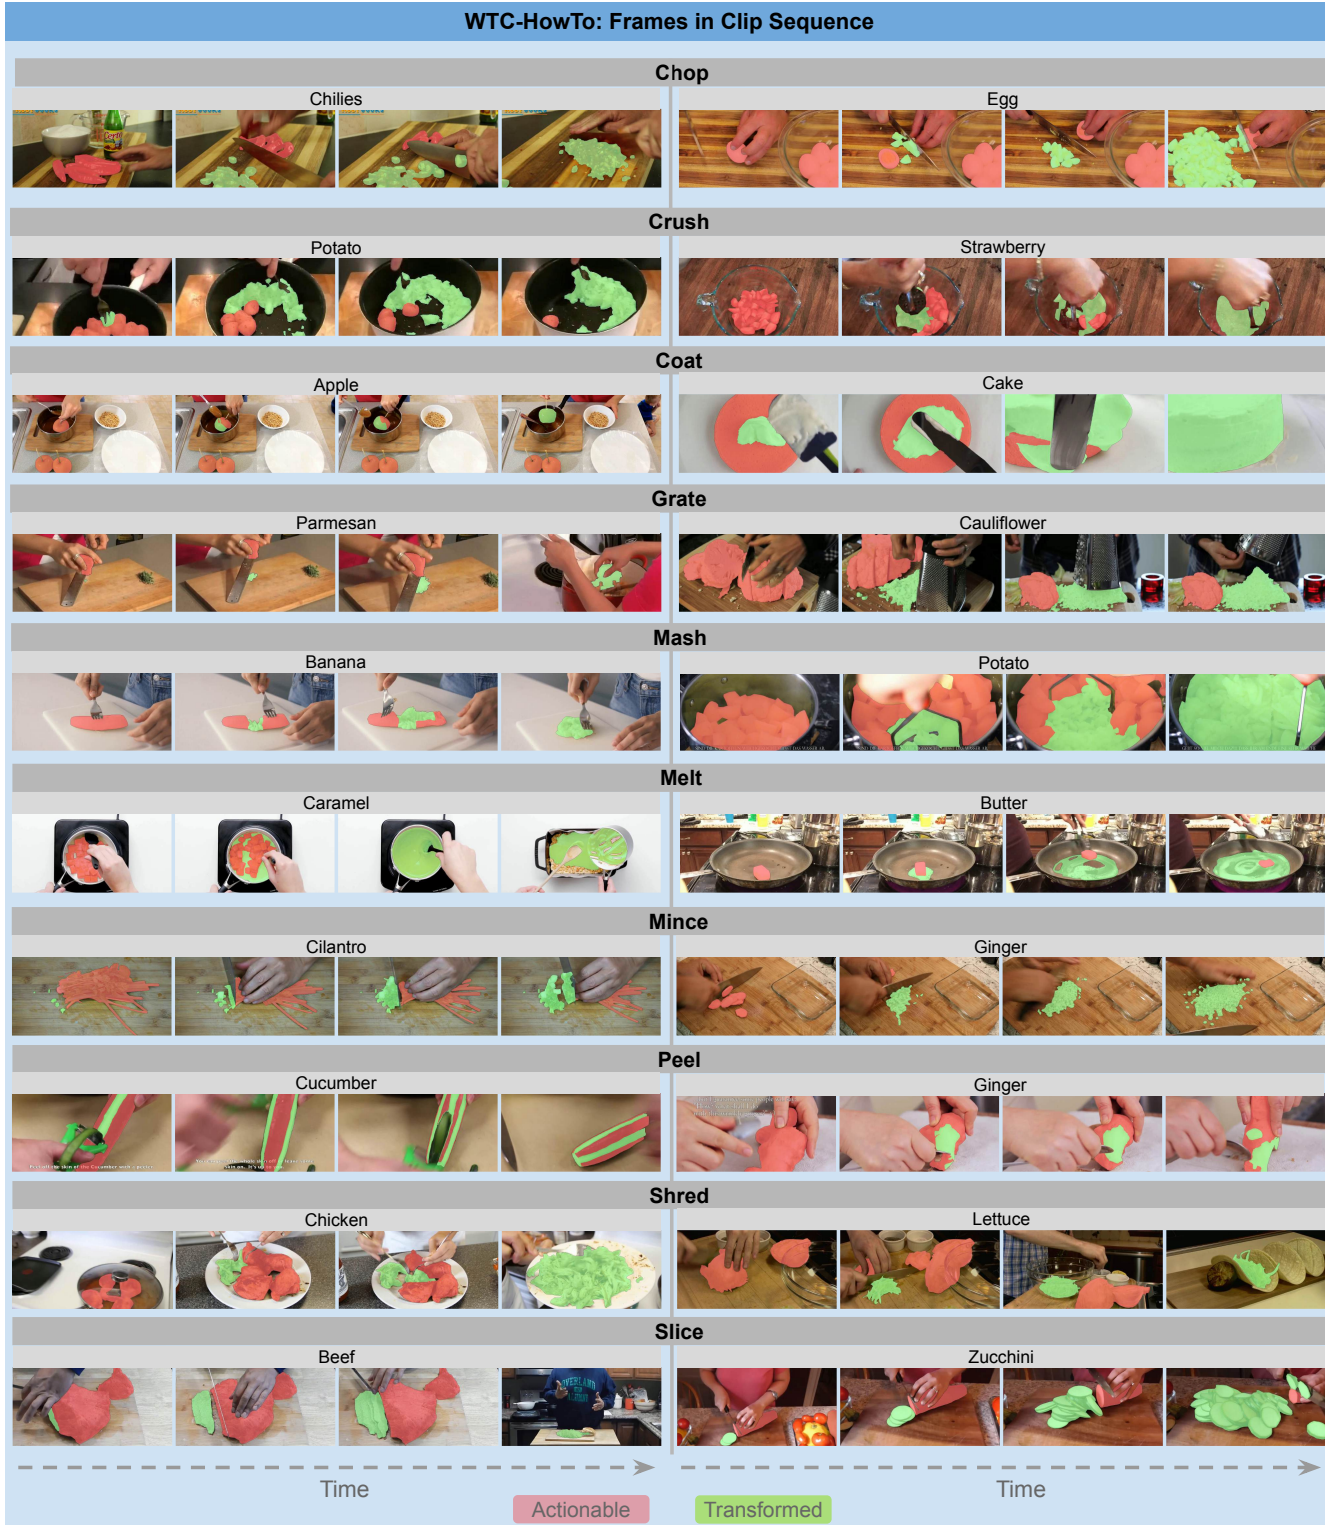 WTC-HowTo: Frames in Clip Sequence
Chop
Chilies
Egg
Crush
Potato
Strawberry
Coat
Apple
Cake
Grate
Parmesan
Cauliflower
Mash
Banana
Potato
Melt
Caramel
Butter
Mince
Cilantro
Ginger
Peel
Cucumber
Ginger
Shred
Chicken
Lettuce
Slice
Beef
Zucchini
Time
Time
Actionable
Transformed